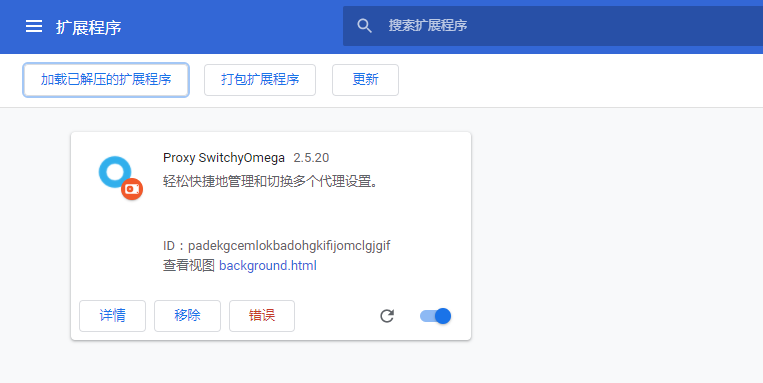 扩展程序
搜索扩展程序
加载已解压的扩展程序 打包扩展程序 更新
Proxy SwitchyOmega 2.5.20
轻松快捷地管理和切换多个代理设置。
ID：padekgcemlokbadohgkifijomclgjgif
查看视图 background.html
详情 移除 错误